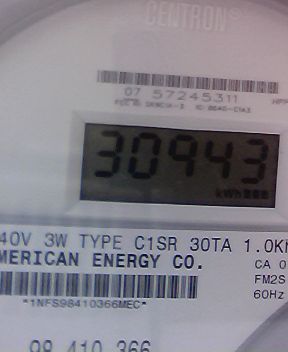 CENTRON®
07 57245311
30943
kWh
40V 3W TYPE C1SR 30TA 1.0K
MERICAN ENERGY CO.
CA 0
FM2S
60Hz
*1NFS98410366MEC*
98 410 366